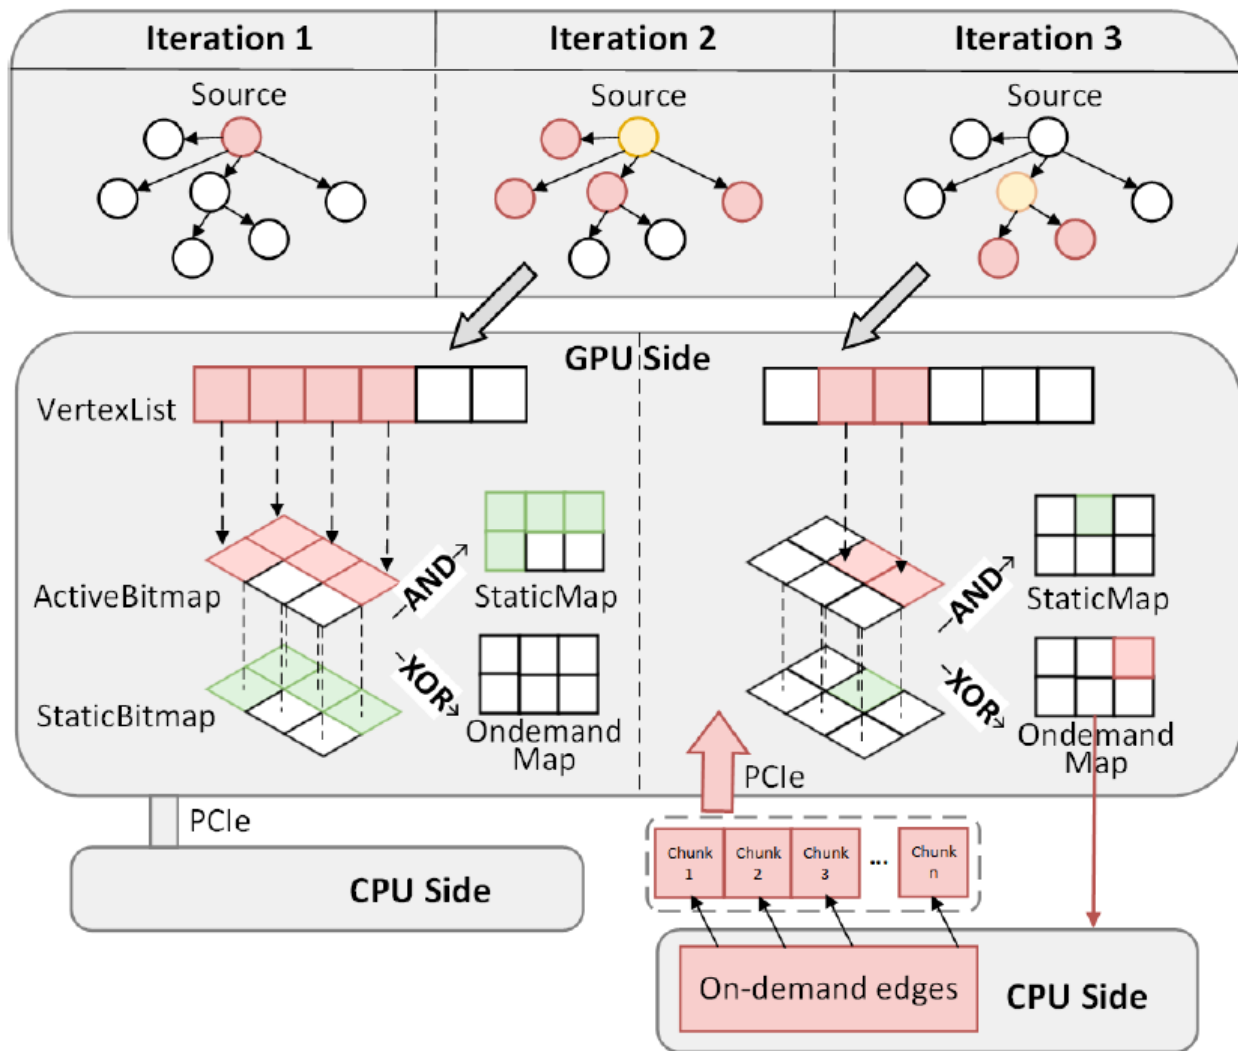 Iteration 1
Iteration 2
Iteration 3
Source
Source
Source
GPU Side
VertexList
ActiveBitmap
StaticBitmap
AND
StaticMap
XOR
Ondemand
Map
AND
StaticMap
XOR
Ondemand
Map
PCIe
CPU Side
PCIe
Chunk
1
Chunk
2
Chunk
3
...
Chunk
n
On-demand edges
CPU Side